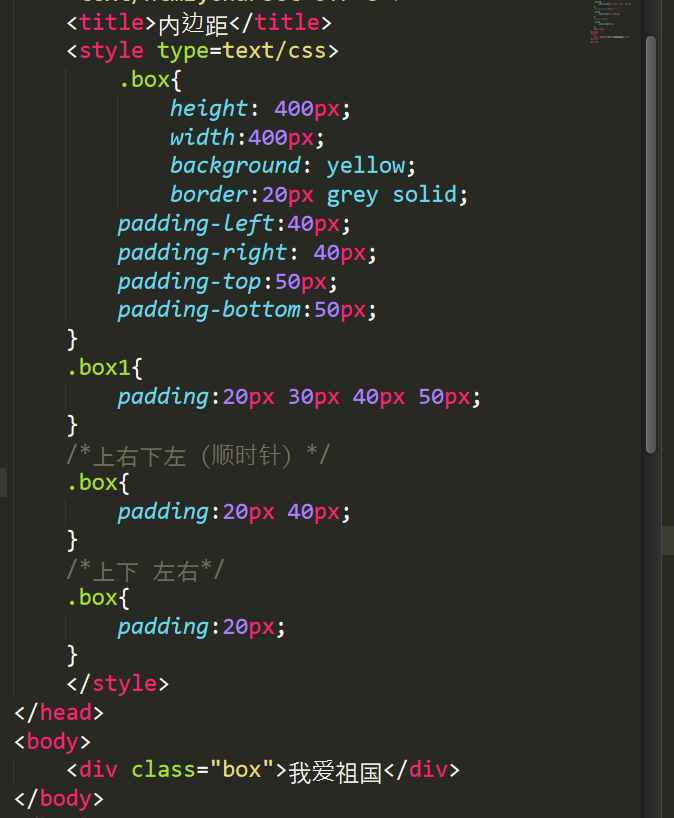 <title>内边距</title>
<style type=text/css>
.box{
height: 400px;
width:400px;
background: yellow;
border:20px grey solid;
padding-left:40px;
padding-right: 40px;
padding-top:50px;
padding-bottom:50px;
}
.box1{
padding:20px 30px 40px 50px;
}
/*上右下左（顺时针）*/
.box{
padding:20px 40px;
}
/*上下 左右*/
.box{
padding:20px;
}
</style>
</head>
<body>
<div class="box">我爱祖国</div>
</body>